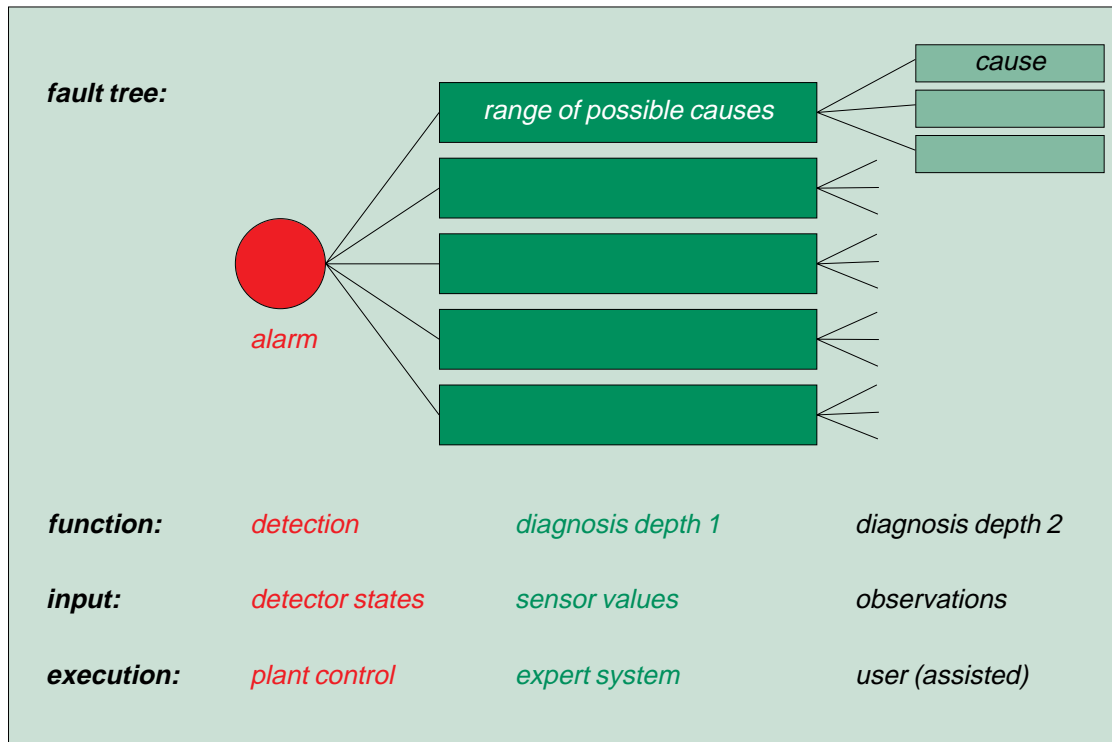 cause
fault tree:
range of possible causes
alarm
function: detection diagnosis depth 1 diagnosis depth 2
input: detector states sensor values observations
execution: plant control expert system user (assisted)